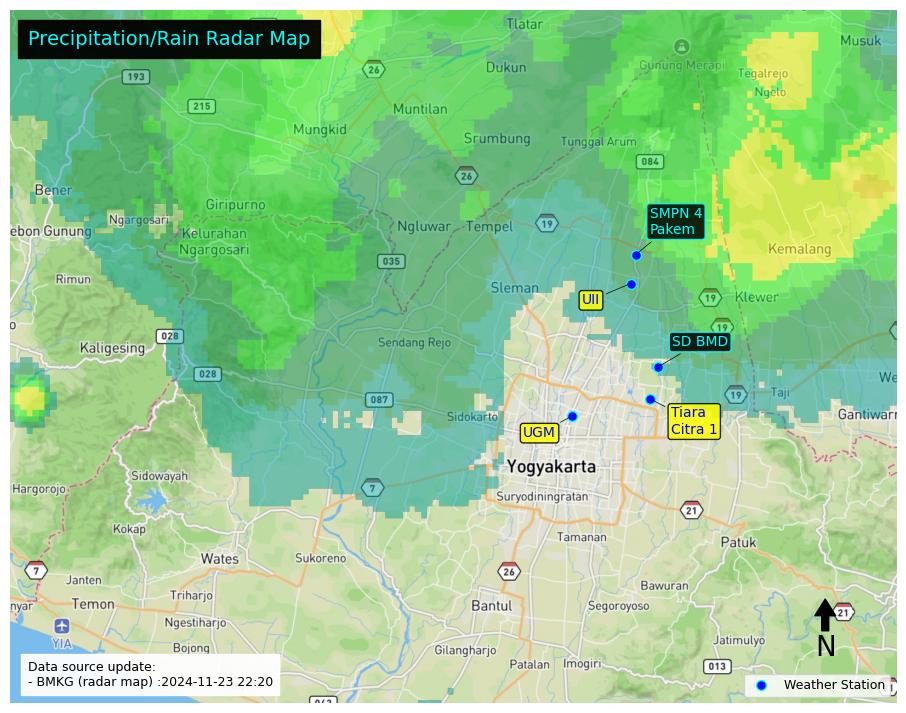 Precipitation/Rain Radar Map
Tlatar
Musuk
26
Dukun
Gunung Merapi
193
Tegalrejo
Ngelo
215
Muntilan
Mungkid
Srumbung
Tunggul Arum
084
26
Bener
Giripurno
Ngargosari
SMPN 4
Pakem
Ngluwar
Tempel
19
ebon Gunung
Kelurahan
Ngargosari
Kemalang
035
Rimun
Sleman
UII
19
Klewer
19
028
Kaligesing
Sendang Rejo
SD BMD
028
087
19
Taji
We
Sidokarto
Tiara
Citra 1
Gantiwarn
UGM
Yogyakarta
Sidowayah
Hargorojo
7
Suryodiningratan
21
Kokap
Tamanan
Patuk
Wates
Sukoreno
7
26
Janten
Bawuran
Triharjo
nyar
Temon
Bantul
Segoroyoso
21
Ngestiharjo
YIA
Jatimulyo
N
Bojong
Gilangharjo
Patalan
Imogiri
013
Data source update:
- BMKG (radar map) :2024-11-23 22:20
Weather Station